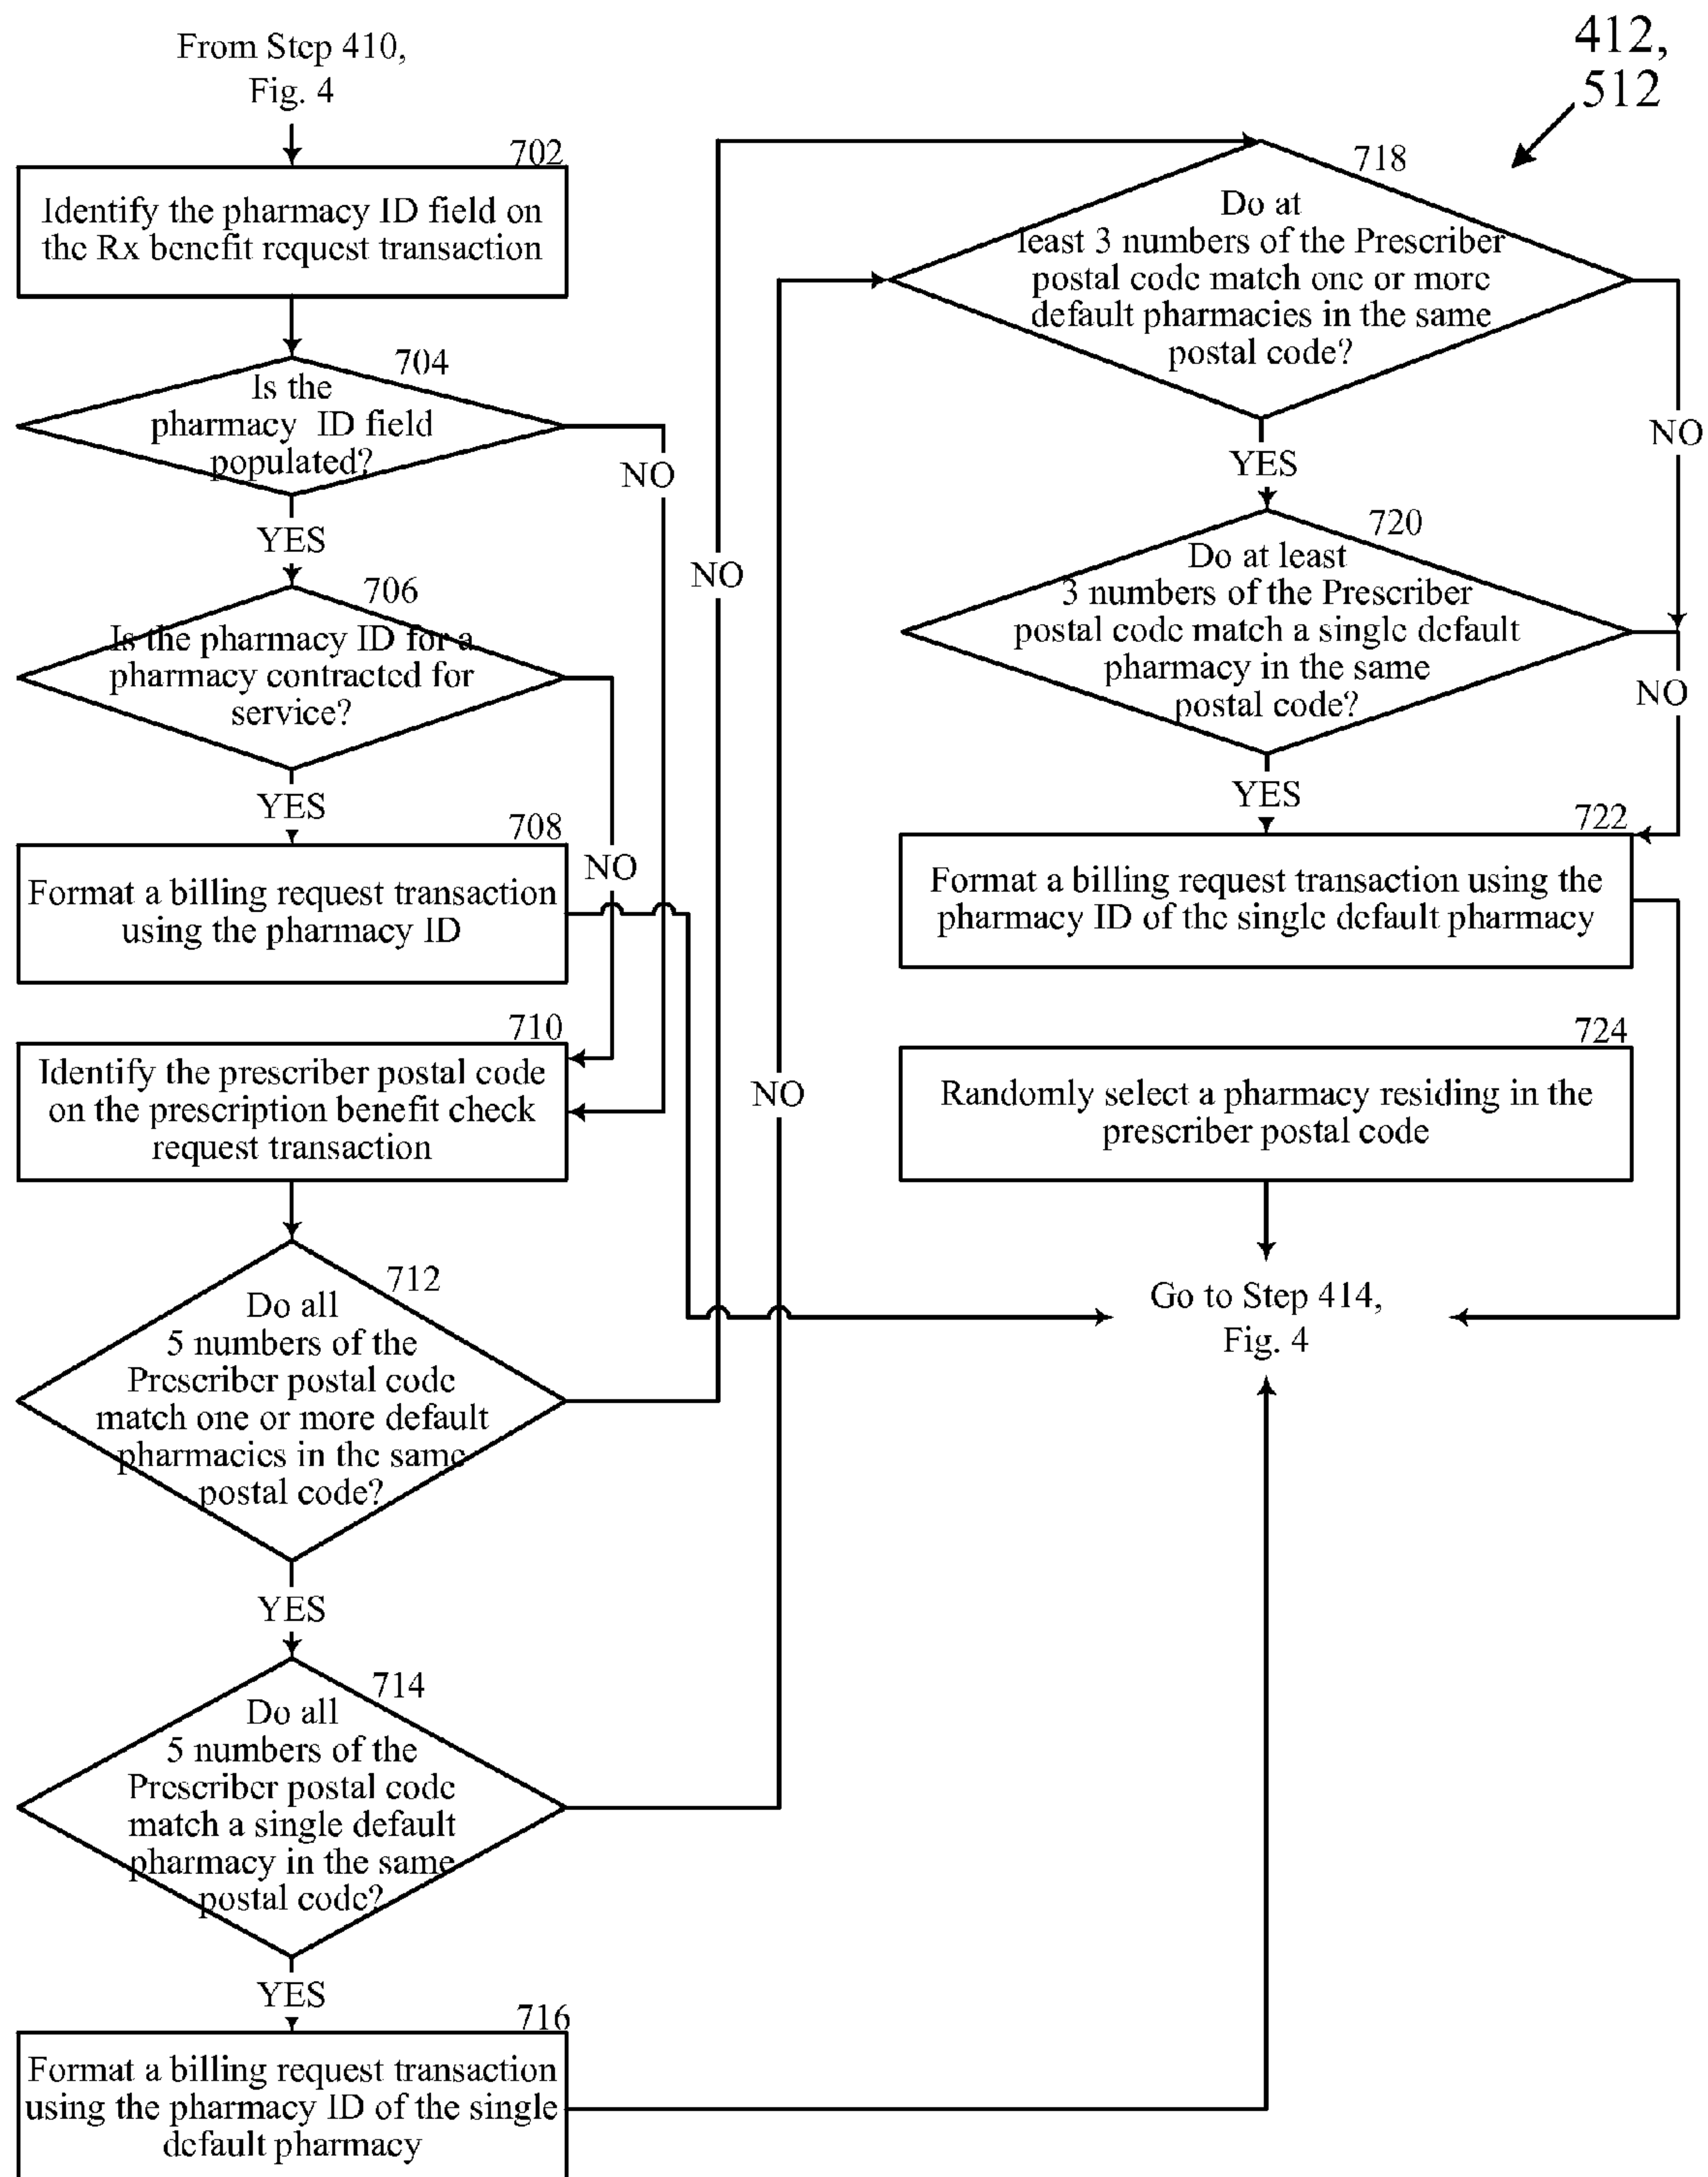 From Step 410,
Fig. 4
412,
512
702
Identify the pharmacy ID field on
the Rx benefit request transaction
704
Is the
pharmacy ID field
populated?
NO
YES
706
Is the pharmacy ID for a
pharmacy contracted for
service?
NO
YES
708
Format a billing request transaction
using the pharmacy ID
710
Identify the prescriber postal code
on the prescription benefit check
request transaction
712
Do all
5 numbers of the
Prescriber postal code
match one or more default
pharmacies in the same
postal code?
NO
YES
714
Do all
5 numbers of the
Prescriber postal code
match a single default
pharmacy in the same
postal code?
NO
YES
716
Format a billing request transaction
using the pharmacy ID of the single
default pharmacy
718
Do at
least 3 numbers of the Prescriber
postal code match one or more
default pharmacies in the same
postal code?
NO
YES
720
Do at least
3 numbers of the Prescriber
postal code match a single default
pharmacy in the same
postal code?
NO
YES
722
Format a billing request transaction using the
pharmacy ID of the single default pharmacy
724
Randomly select a pharmacy residing in the
prescriber postal code
Go to Step 414,
Fig. 4